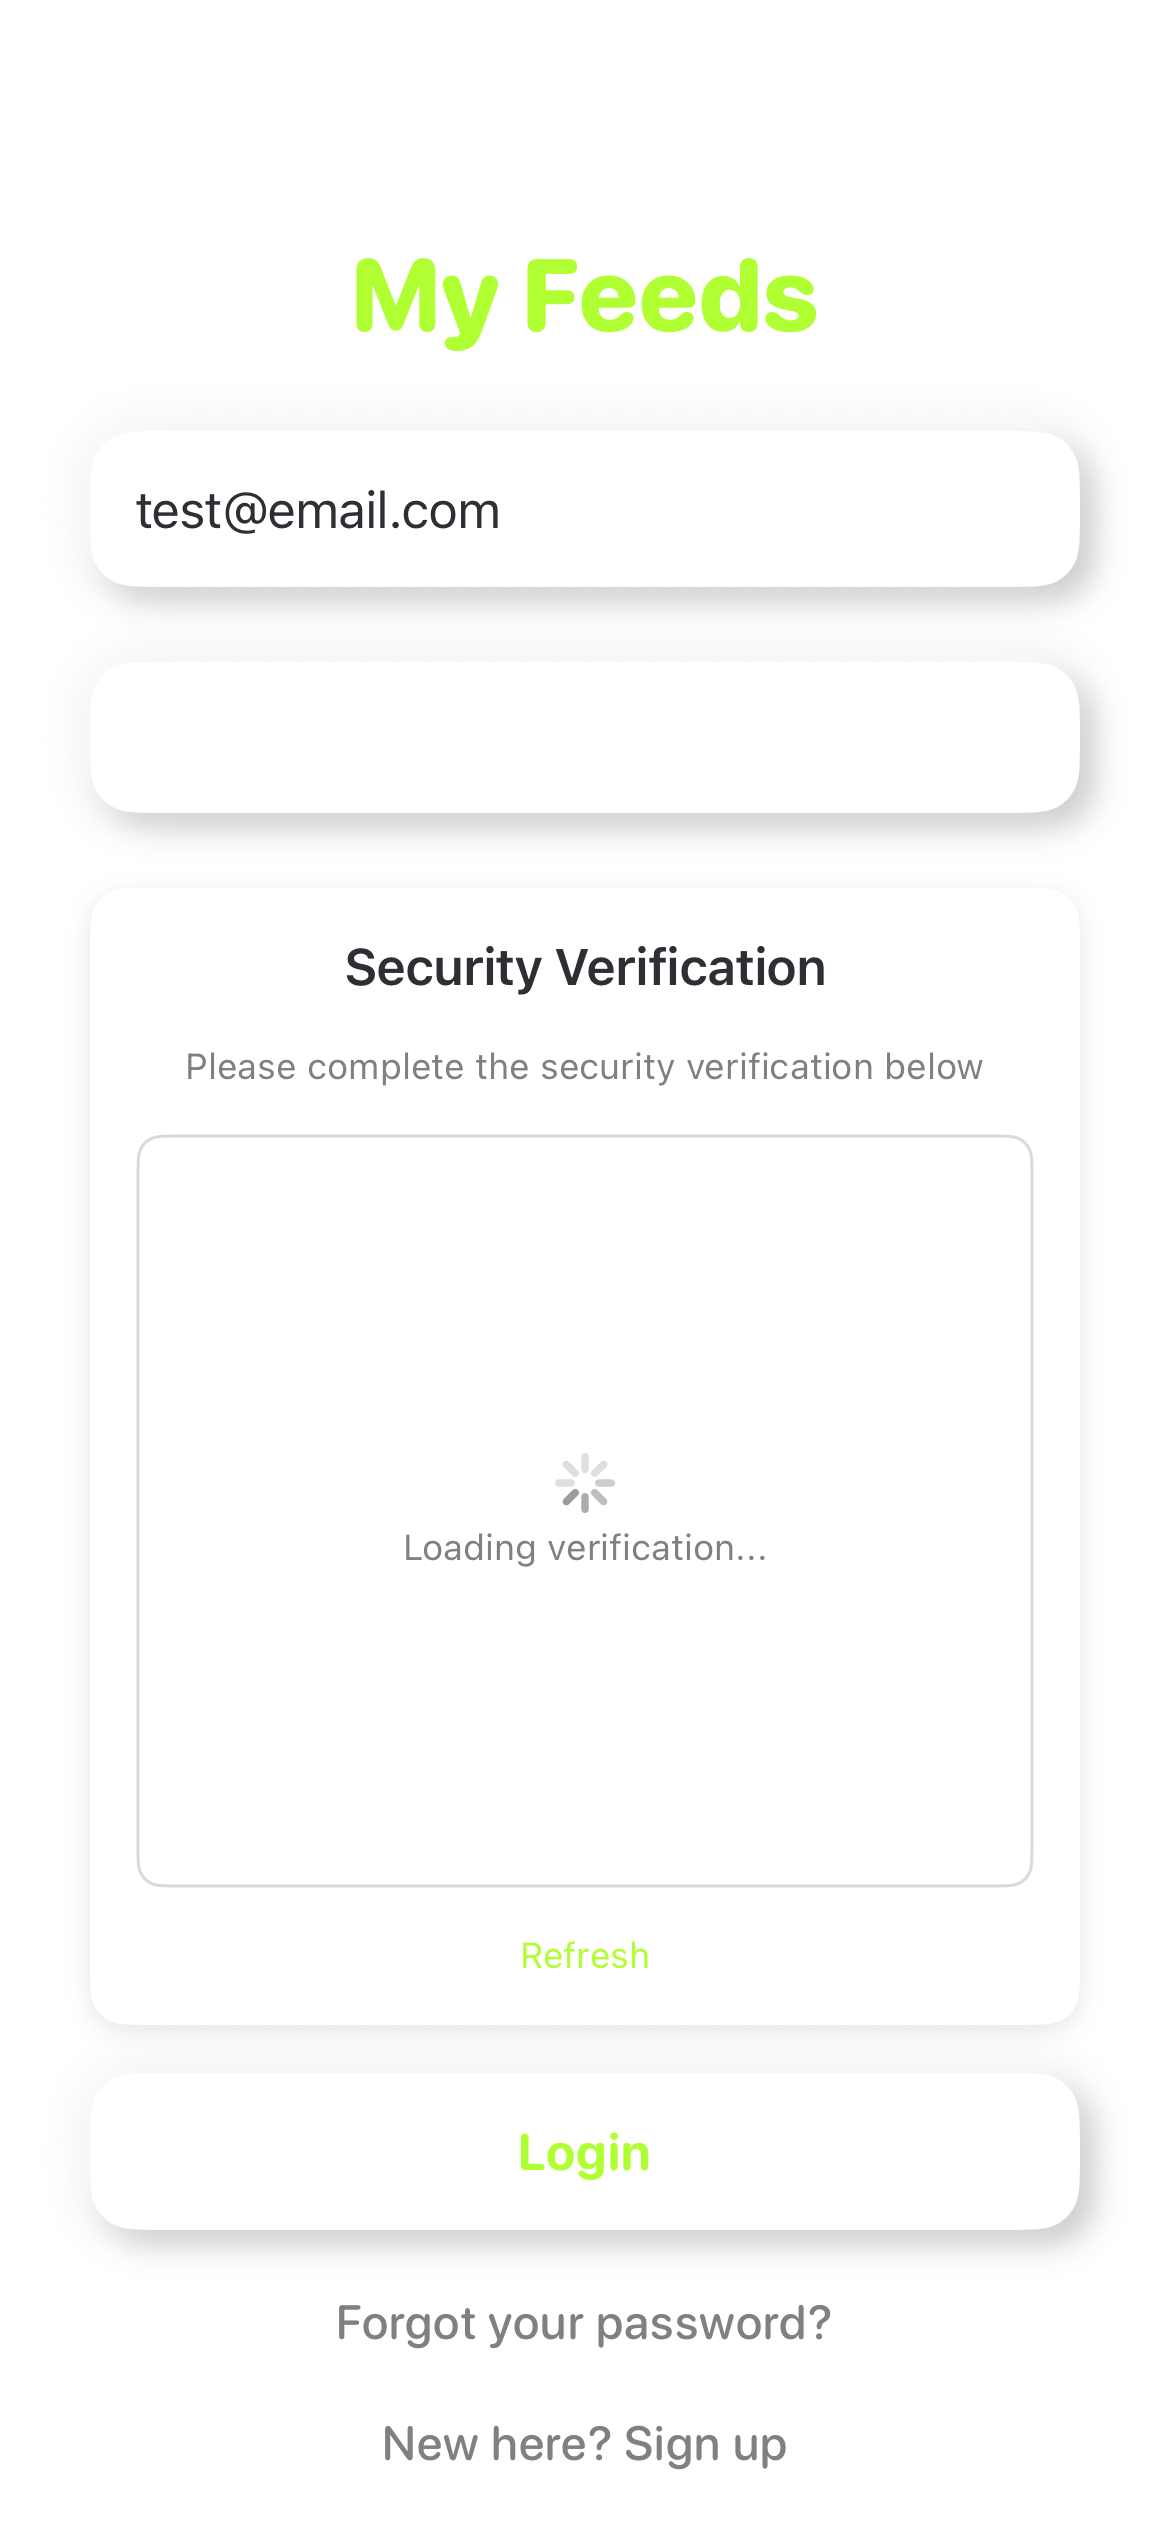 My Feeds
test@email.com
Security Verification
Please complete the security verification below
Loading verification...
Refresh
Login
Forgot your password?
New here? Sign up